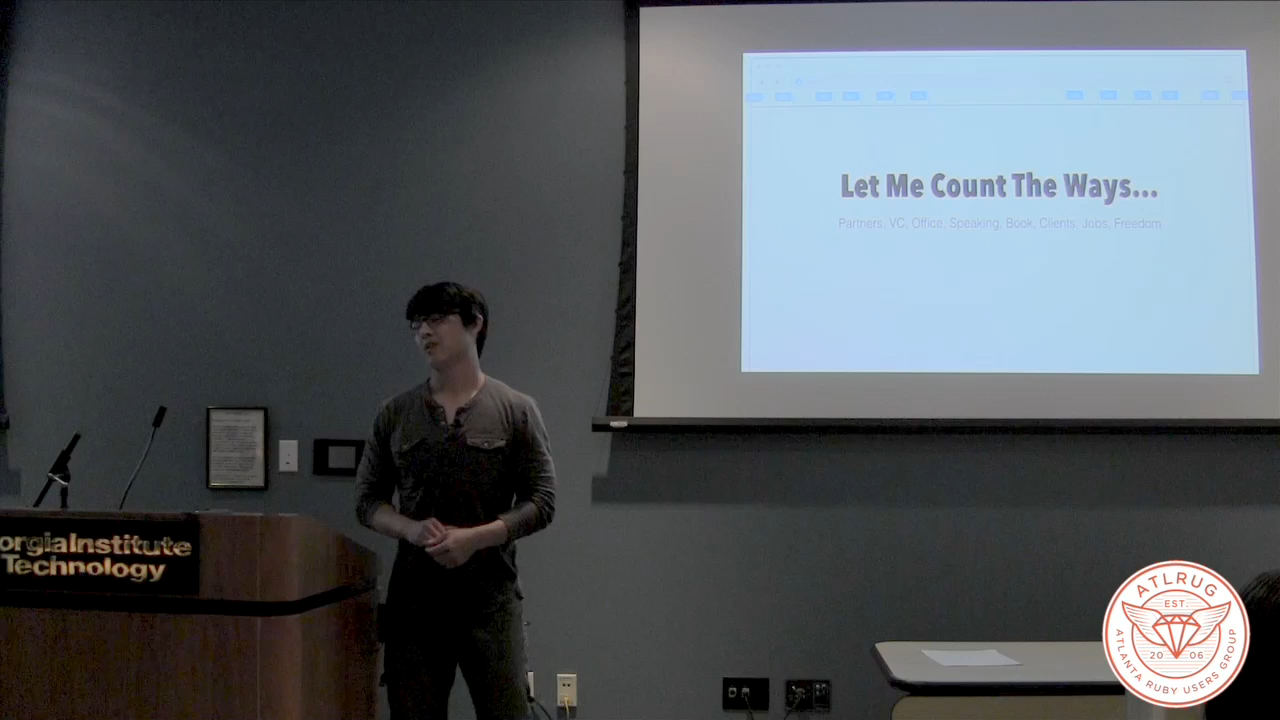 Let Me Count The Ways...
Partners, VC, Office, Speaking, Book, Clients, Jobs, Freedom
orgiaInstitute
Technology
ATLRUG
EST.
20 06
ATLANTA RUBY USERS GROUP